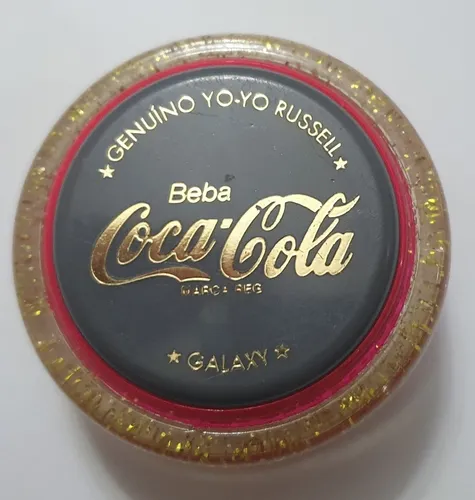 ★ GENUÍNO YO-YO RUSSELL ★
Beba
Coca-Cola
MARCA REG
★ GALAXY ★